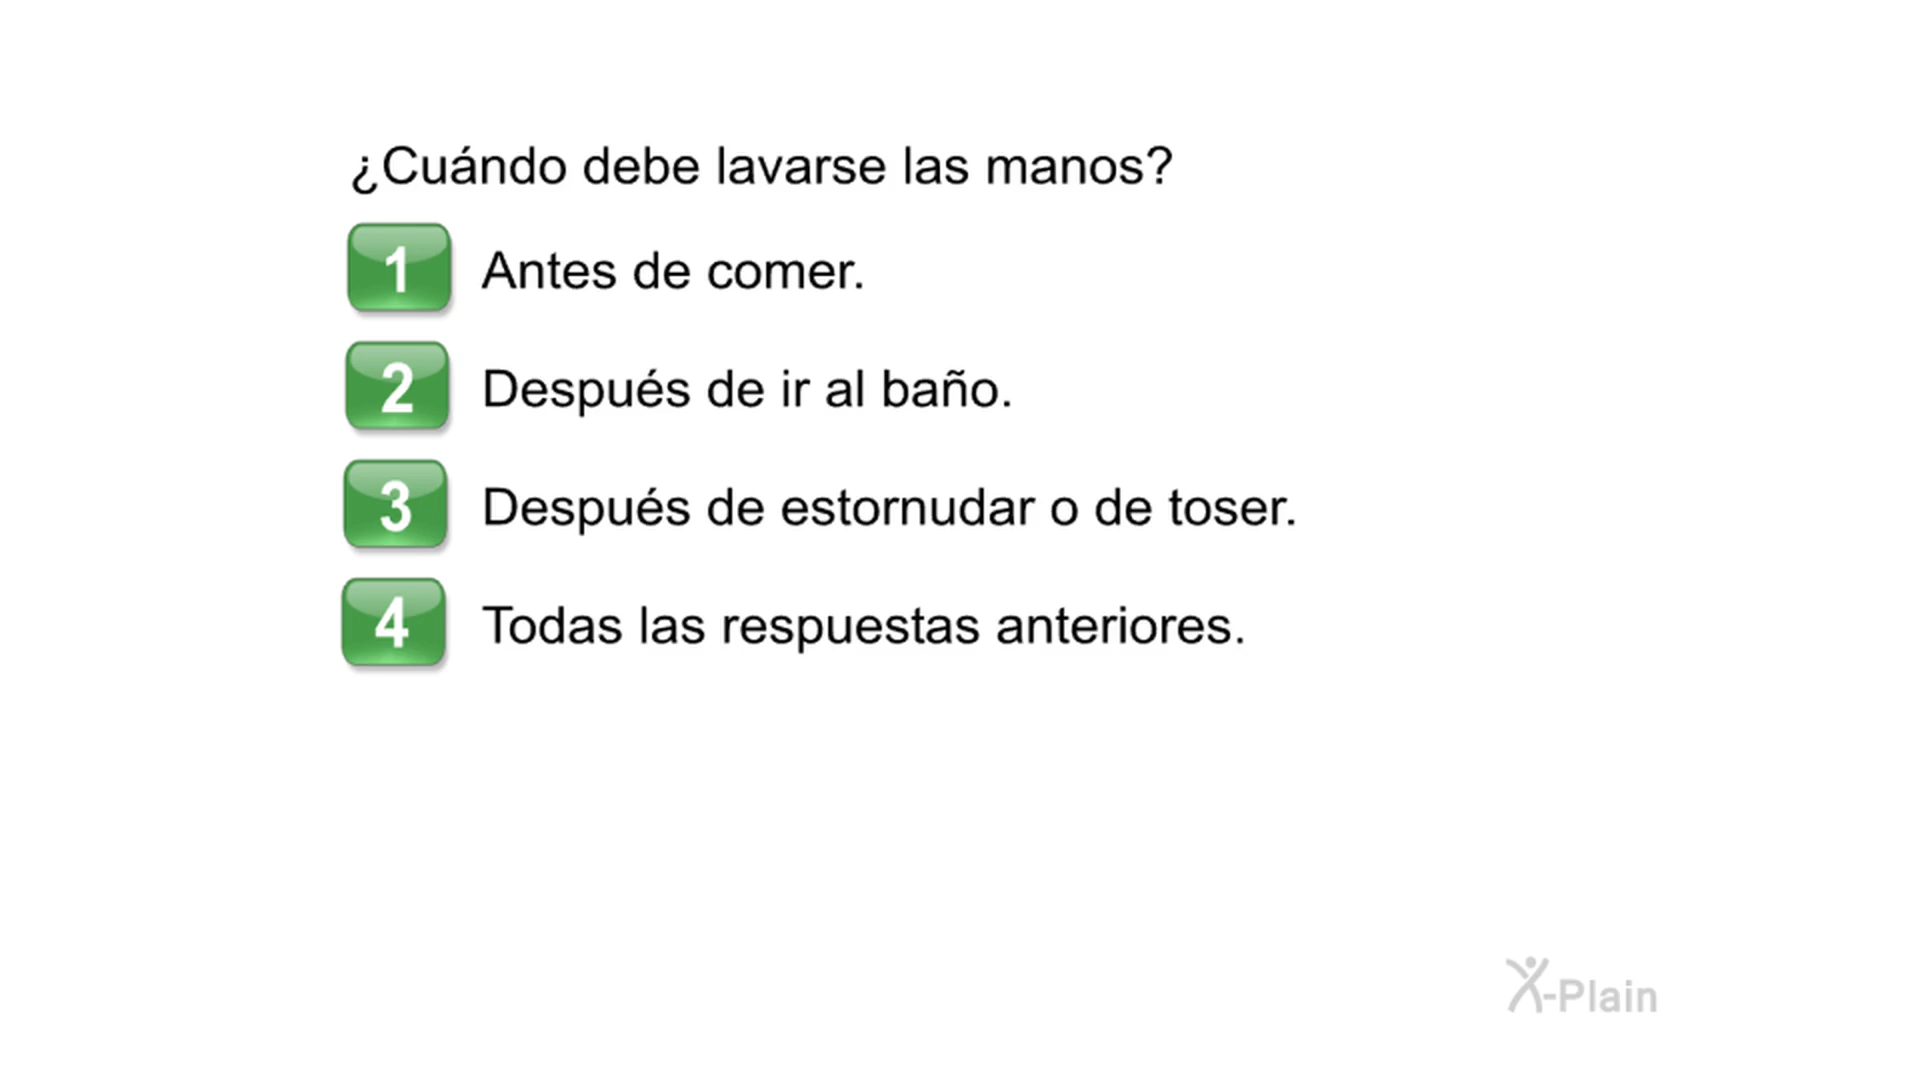 ¿Cuándo debe lavarse las manos?
1 Antes de comer.
2 Después de ir al baño.
3 Después de estornudar o de toser.
4 Todas las respuestas anteriores.
X-Plain